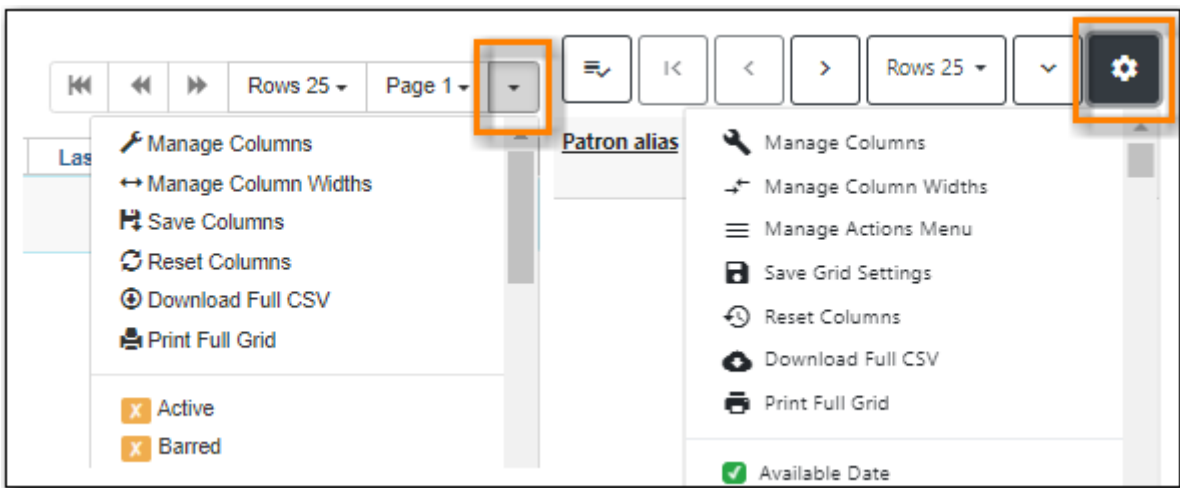 Rows 25
Page 1
Las
Manage Columns
Manage Column Widths
Save Columns
Reset Columns
Download Full CSV
Print Full Grid
X Active
X Barred
Rows 25
Patron alias
Manage Columns
Manage Column Widths
Manage Actions Menu
Save Grid Settings
Reset Columns
Download Full CSV
Print Full Grid
Available Date